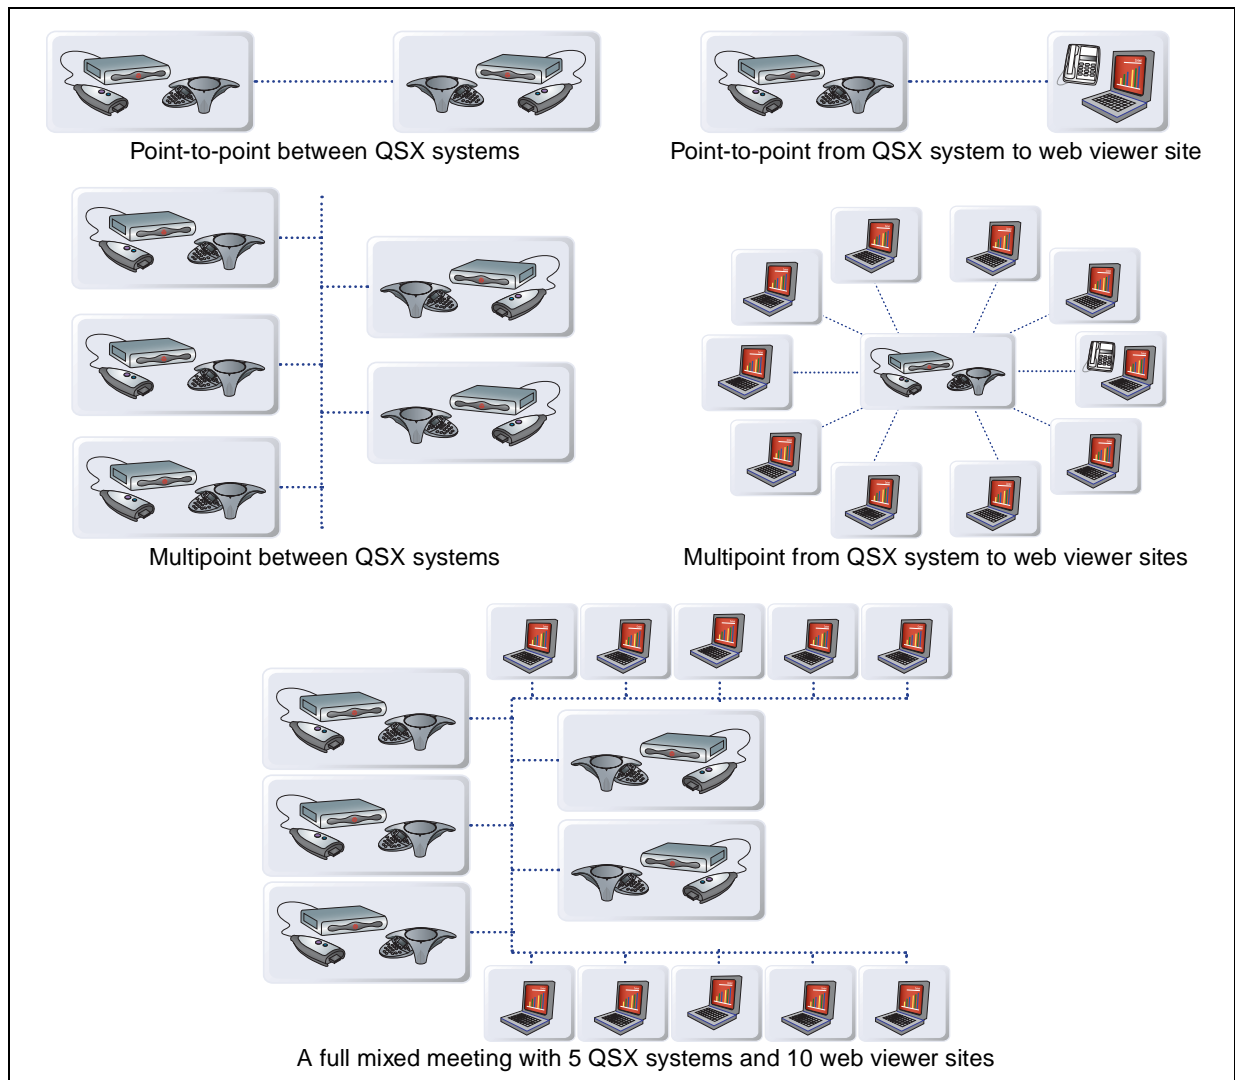 Point-to-point between QSX systems
Point-to-point from QSX system to web viewer site
Multipoint between QSX systems
Multipoint from QSX system to web viewer sites
A full mixed meeting with 5 QSX systems and 10 web viewer sites